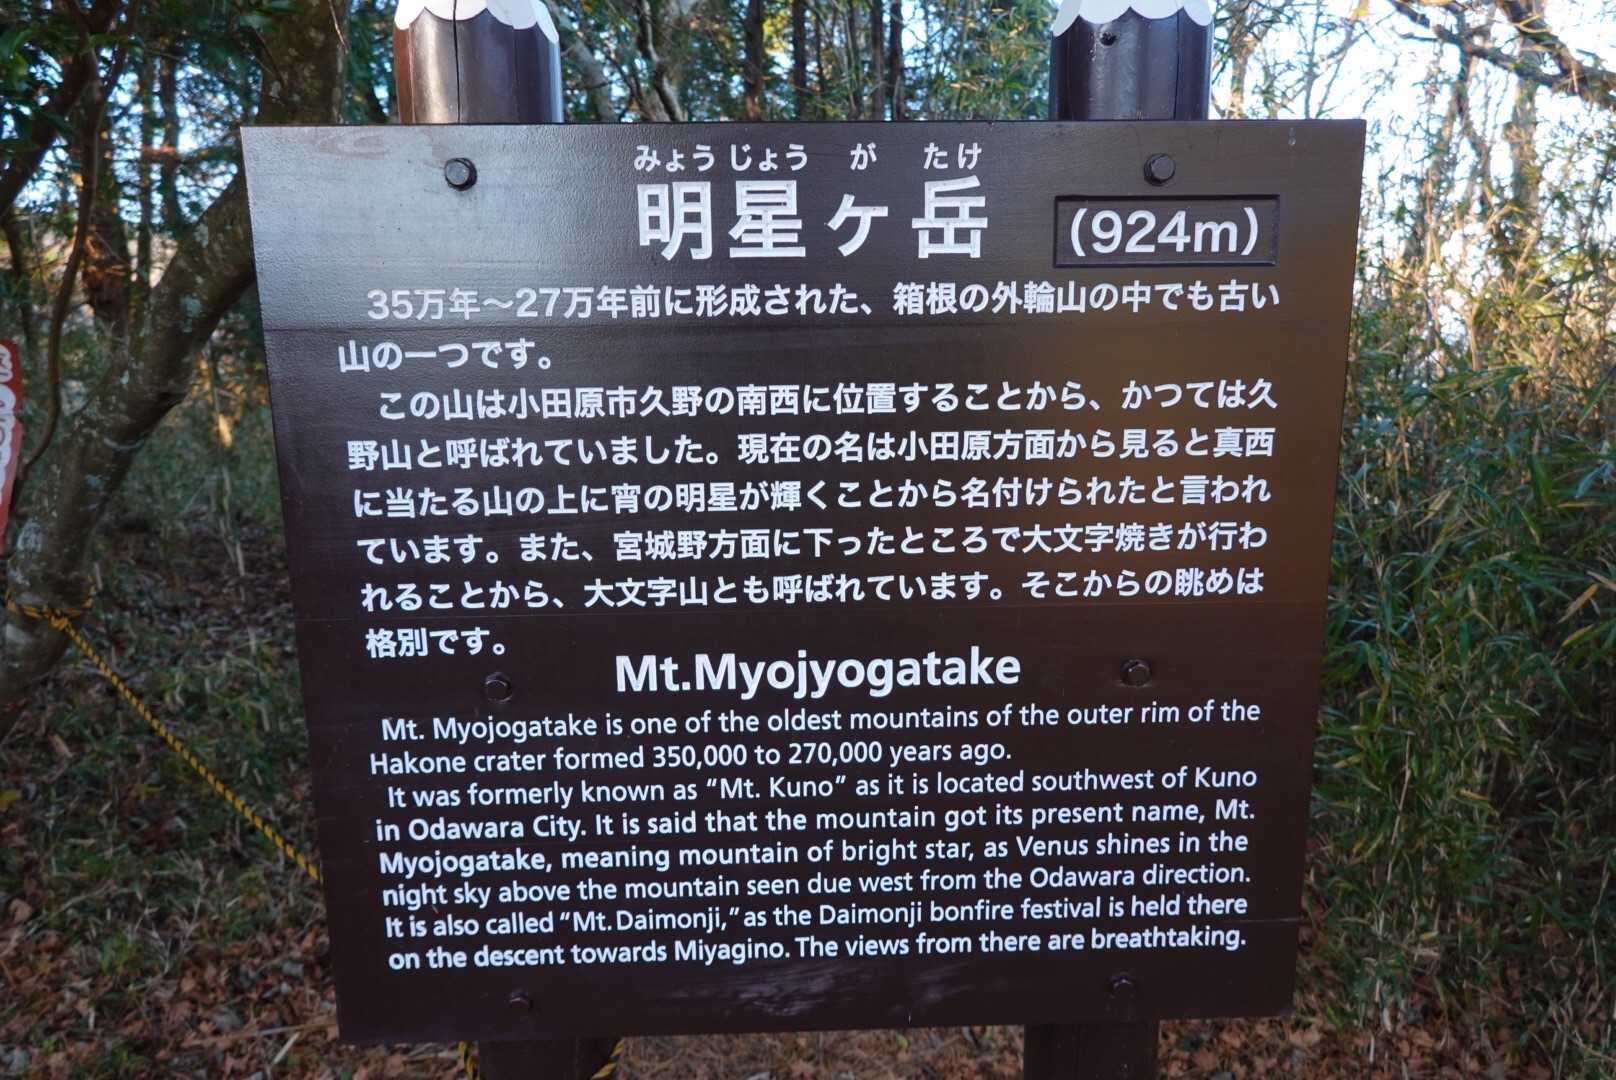 みょうじょう が たけ
明星ヶ岳 (924m)
35万年～27万年前に形成された、箱根の外輪山の中でも古い
山の一つです。
この山は小田原市久野の南西に位置することから、かつては久
野山と呼ばれていました。現在の名は小田原方面から見ると真西
に当たる山の上に宵の明星が輝くことから名付けられたと言われ
ています。また、宮城野方面に下ったところで大文字焼きが行わ
れることから、大文字山とも呼ばれています。そこからの眺めは
格別です。
Mt.Myojyogatake
Mt. Myojogatake is one of the oldest mountains of the outer rim of the
Hakone crater formed 350,000 to 270,000 years ago.
It was formerly known as “Mt. Kuno” as it is located southwest of Kuno
in Odawara City. It is said that the mountain got its present name, Mt.
Myojogatake, meaning mountain of bright star, as Venus shines in the
night sky above the mountain seen due west from the Odawara direction.
It is also called “Mt. Daimonji,” as the Daimonji bonfire festival is held there
on the descent towards Miyagino. The views from there are breathtaking.